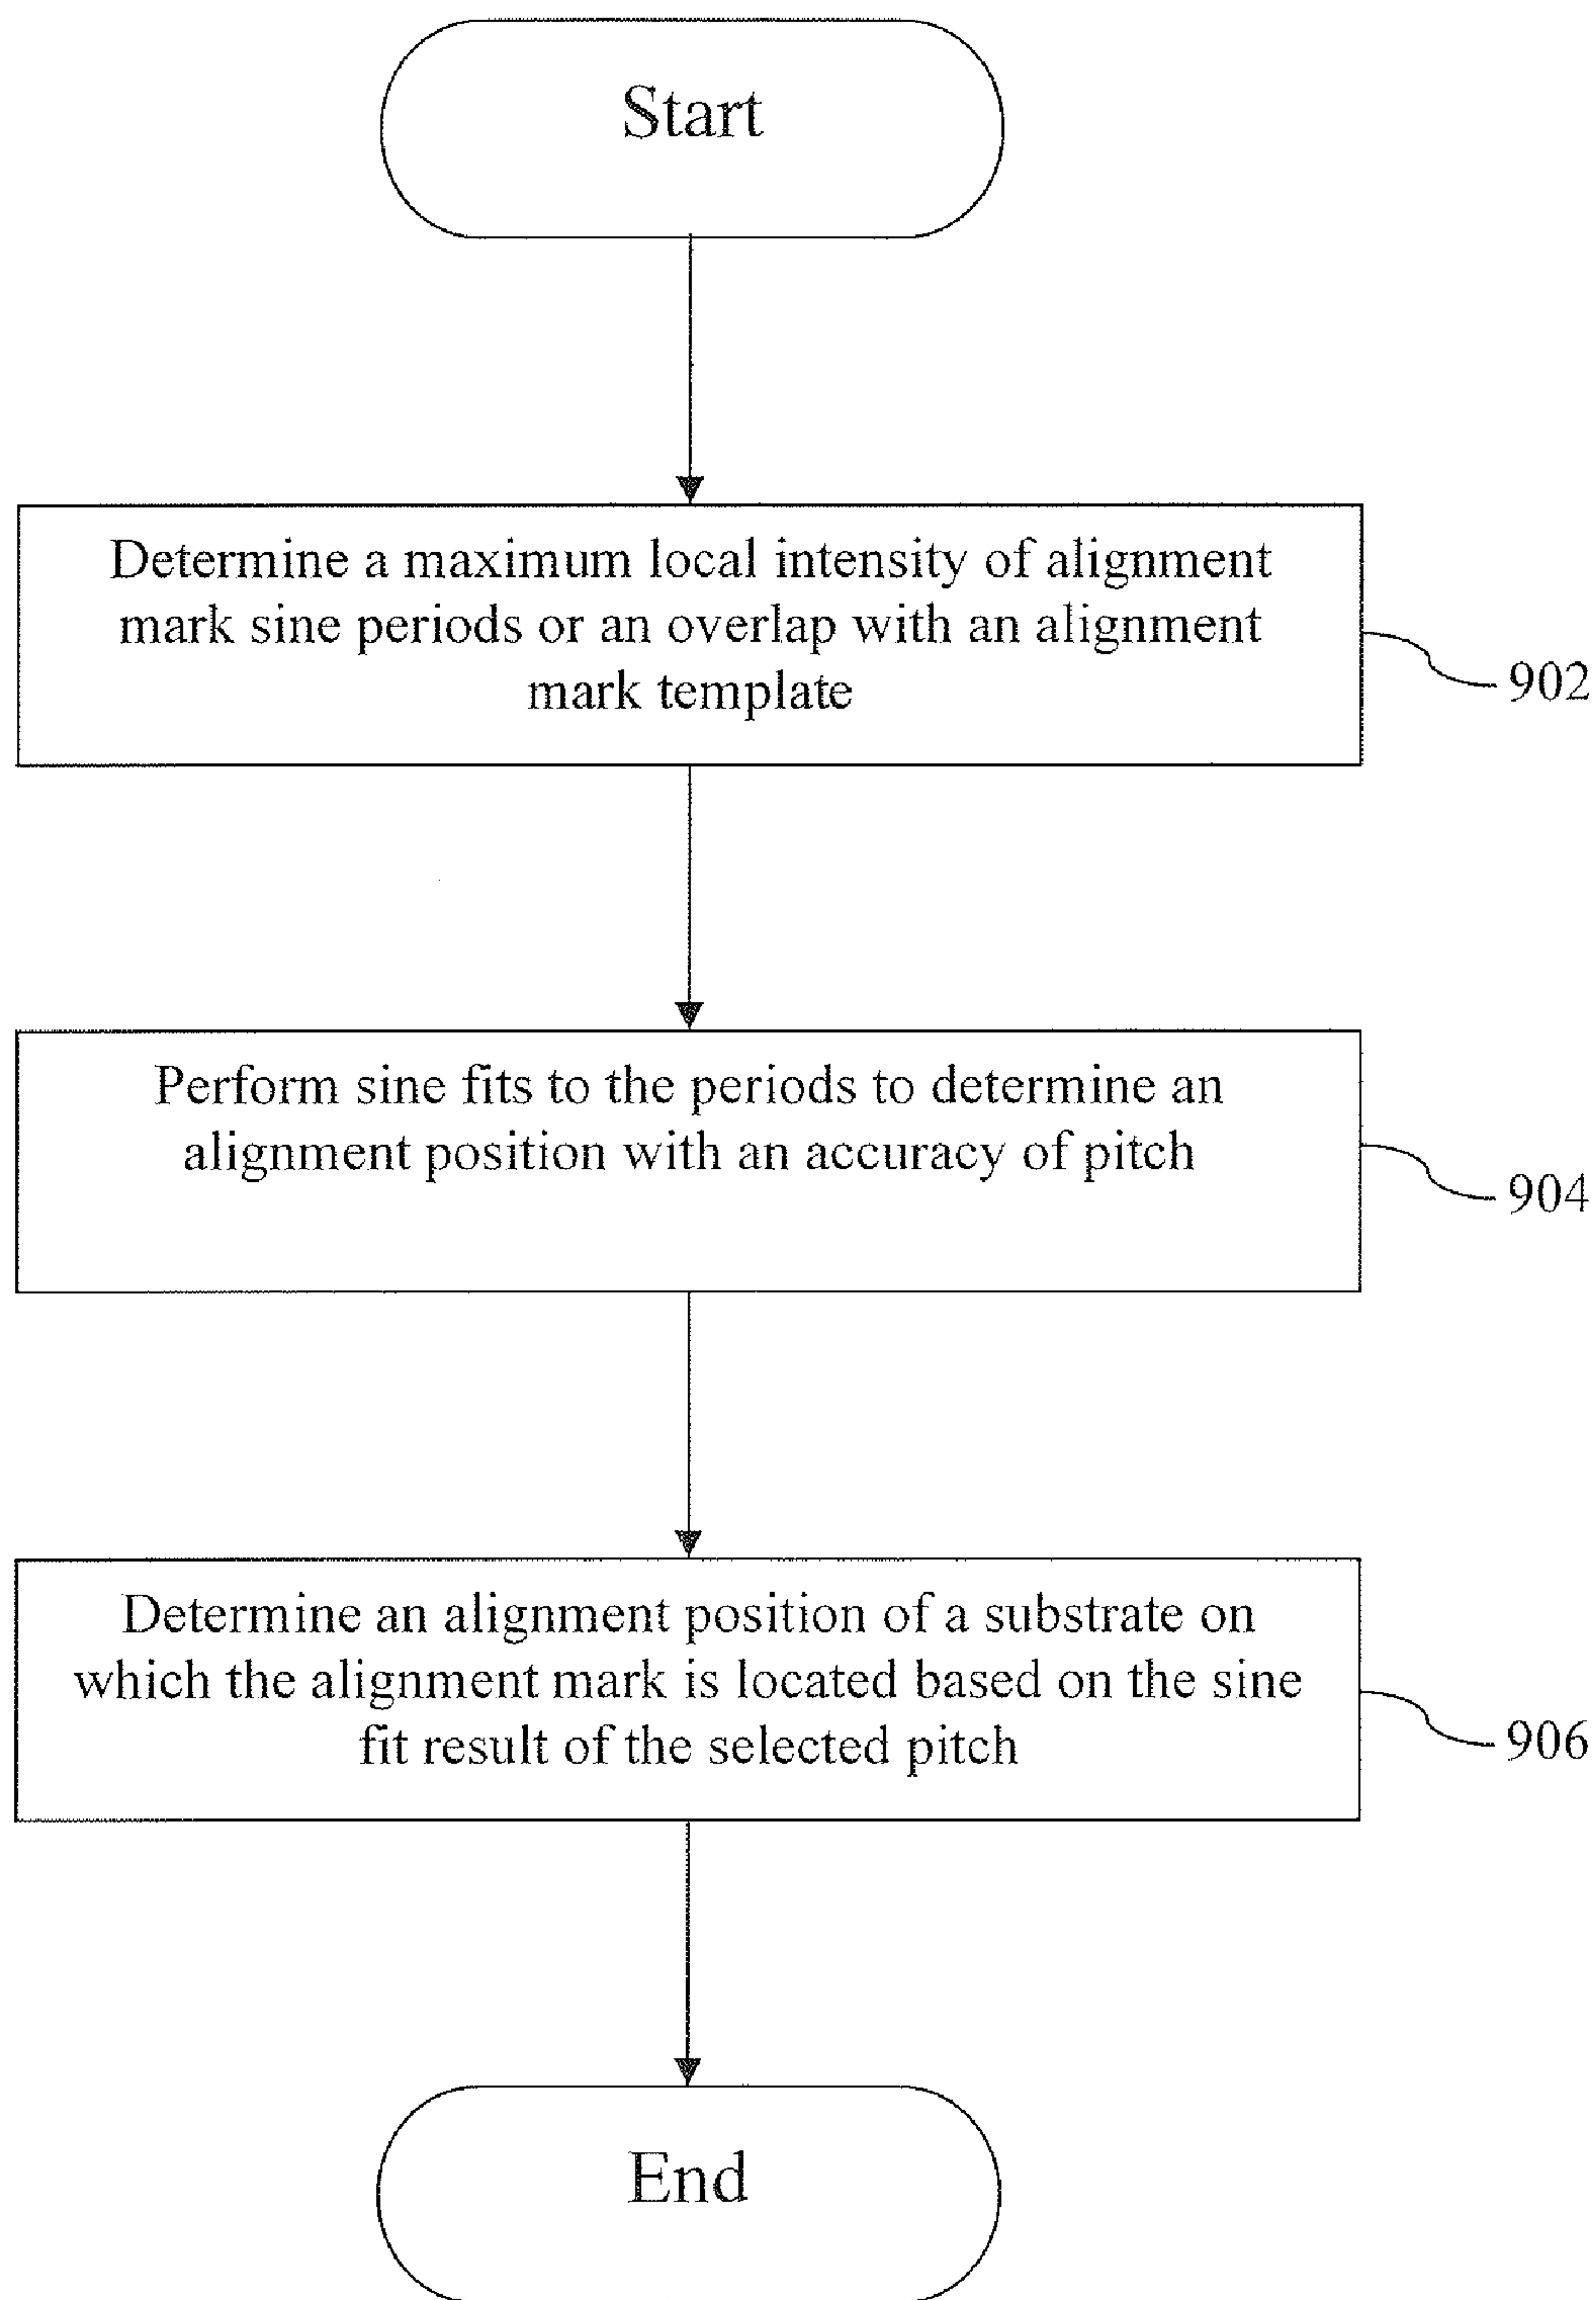 Start
Determine a maximum local intensity of alignment
mark sine periods or an overlap with an alignment
mark template
902
Perform sine fits to the periods to determine an
alignment position with an accuracy of pitch
904
Determine an alignment position of a substrate on
which the alignment mark is located based on the sine
fit result of the selected pitch
906
End